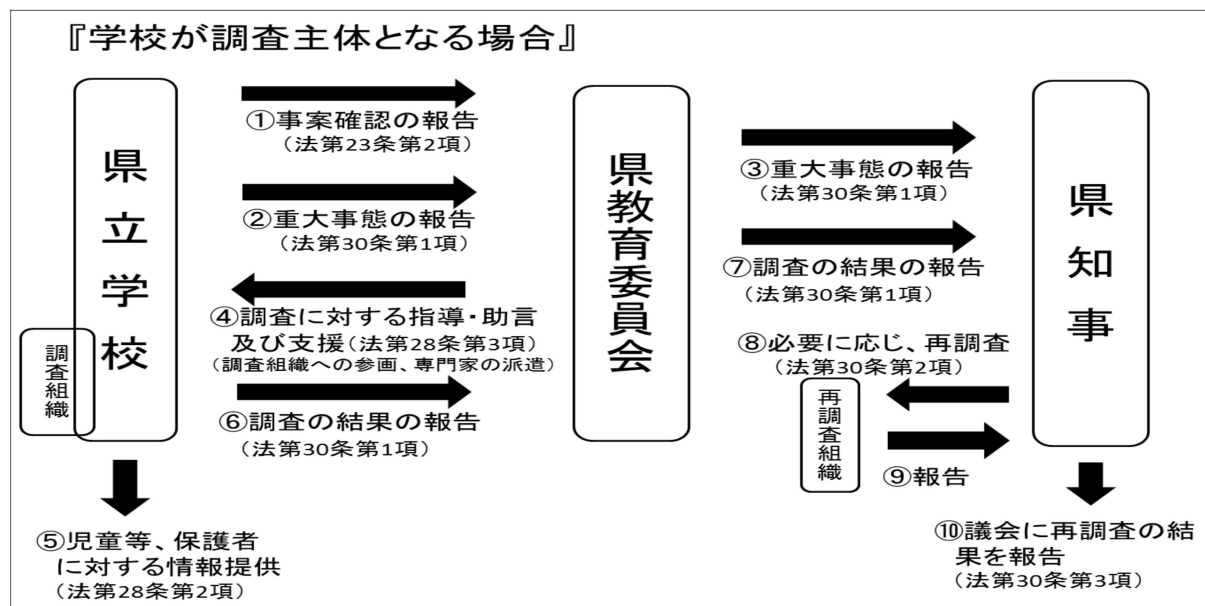 『学校が調査主体となる場合』
県立学校
調査組織
①事案確認の報告
（法第23条第2項）
②重大事態の報告
（法第30条第1項）
④調査に対する指導・助言
及び支援（法第28条第3項）
（調査組織への参画、専門家の派遣）
⑥調査の結果の報告
（法第30条第1項）
⑤児童等、保護者
に対する情報提供
（法第28条第2項）
県教育委員会
③重大事態の報告
（法第30条第1項）
⑦調査の結果の報告
（法第30条第1項）
⑧必要に応じ、再調査
（法第30条第2項）
再調査組織
⑨報告
県知事
⑩議会に再調査の結
果を報告
（法第30条第3項）